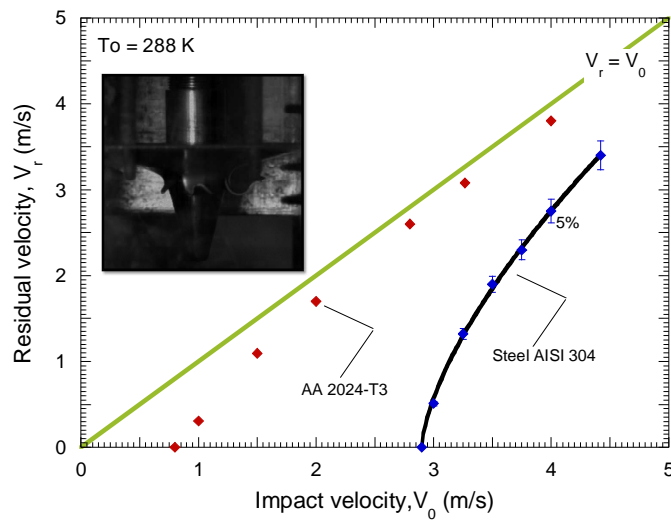 5
4
3
2
1
0
Residual velocity, V_r (m/s)
To = 288 K
V_r = V_0
5%
Steel AISI 304
AA 2024-T3
0 1 2 3 4 5
Impact velocity,V_0 (m/s)